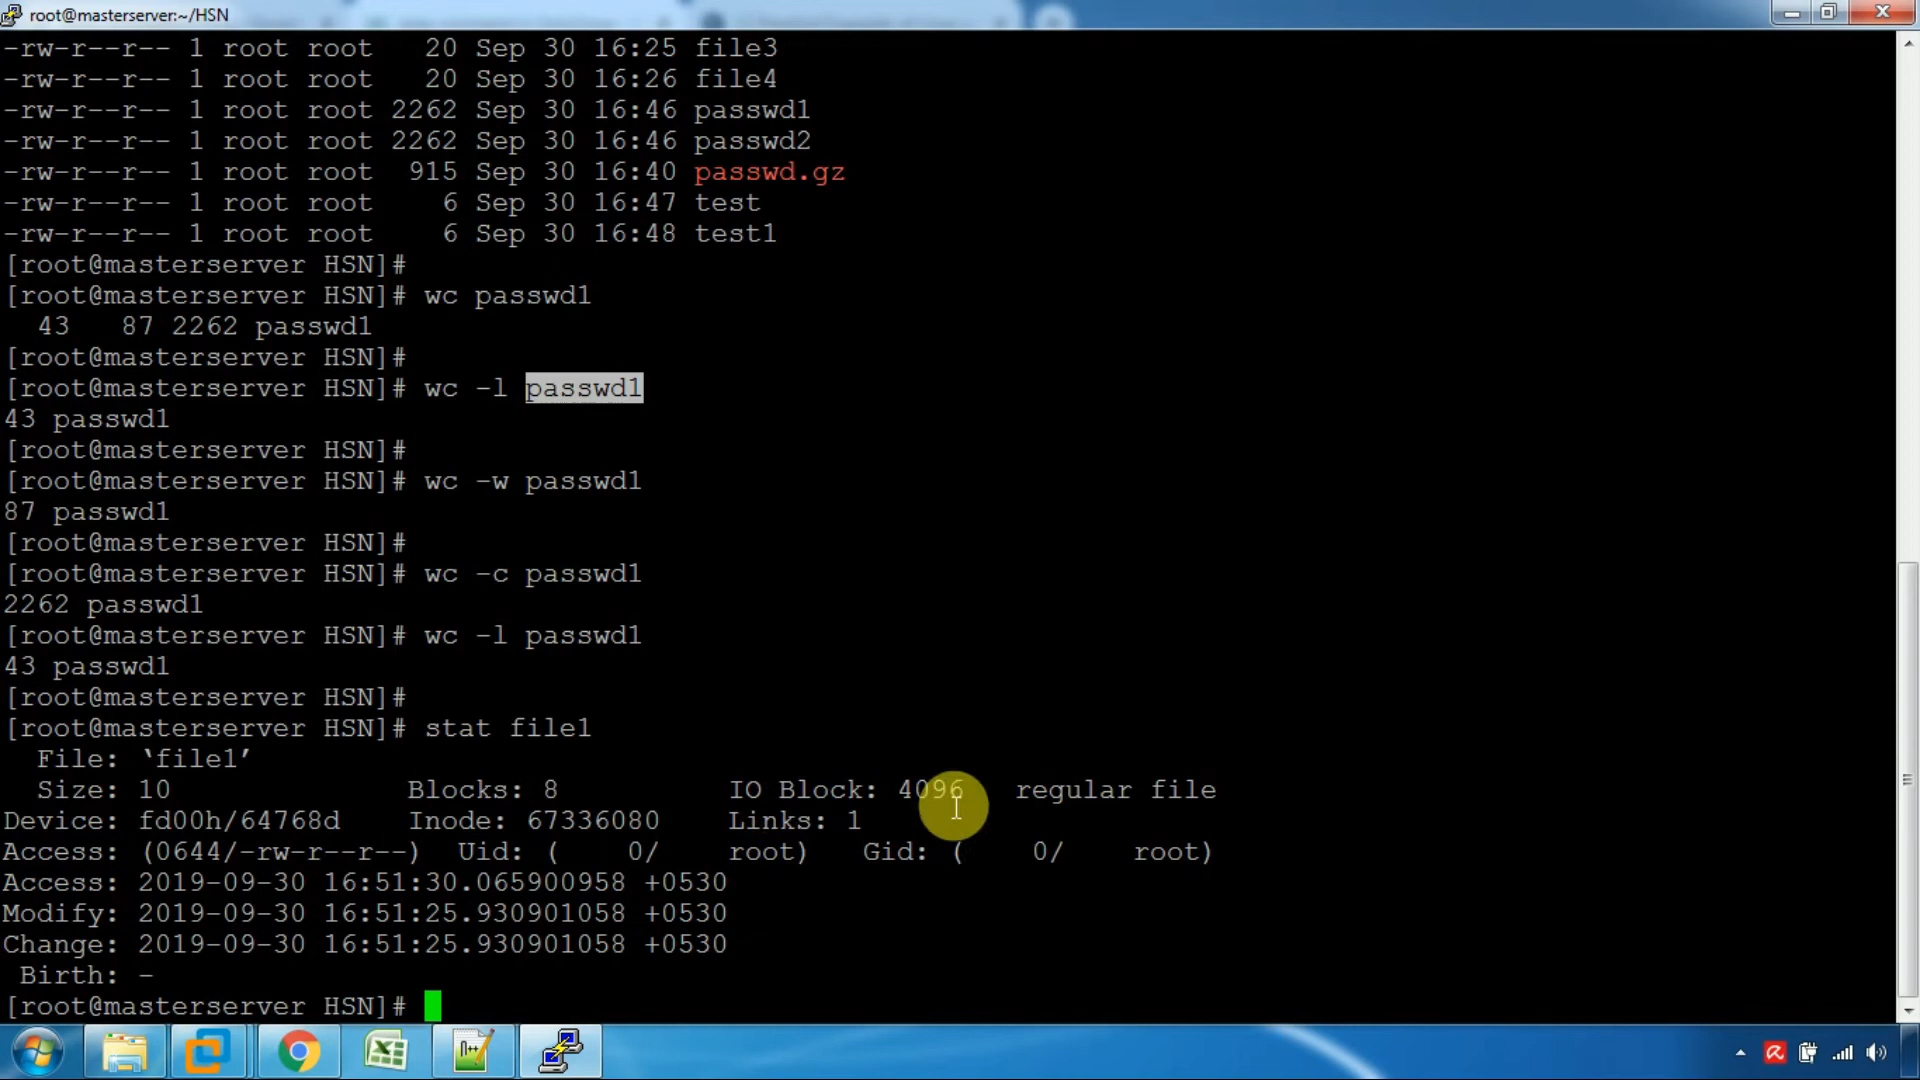 root@masterserver:~/HSN
-rw-r--r-- 1 root root   20 Sep 30 16:25 file3
-rw-r--r-- 1 root root   20 Sep 30 16:26 file4
-rw-r--r-- 1 root root 2262 Sep 30 16:46 passwd1
-rw-r--r-- 1 root root 2262 Sep 30 16:46 passwd2
-rw-r--r-- 1 root root  915 Sep 30 16:40 passwd.gz
-rw-r--r-- 1 root root    6 Sep 30 16:47 test
-rw-r--r-- 1 root root    6 Sep 30 16:48 test1
[root@masterserver HSN]#
[root@masterserver HSN]# wc passwd1
  43   87 2262 passwd1
[root@masterserver HSN]#
[root@masterserver HSN]# wc -l passwd1
43 passwd1
[root@masterserver HSN]#
[root@masterserver HSN]# wc -w passwd1
87 passwd1
[root@masterserver HSN]#
[root@masterserver HSN]# wc -c passwd1
2262 passwd1
[root@masterserver HSN]# wc -l passwd1
43 passwd1
[root@masterserver HSN]#
[root@masterserver HSN]# stat file1
  File: ‘file1’
  Size: 10              Blocks: 8          IO Block: 4096   regular file
Device: fd00h/64768d    Inode: 67336080    Links: 1
Access: (0644/-rw-r--r--)  Uid: (    0/    root)   Gid: (    0/    root)
Access: 2019-09-30 16:51:30.065900958 +0530
Modify: 2019-09-30 16:51:25.930901058 +0530
Change: 2019-09-30 16:51:25.930901058 +0530
 Birth: -
[root@masterserver HSN]#